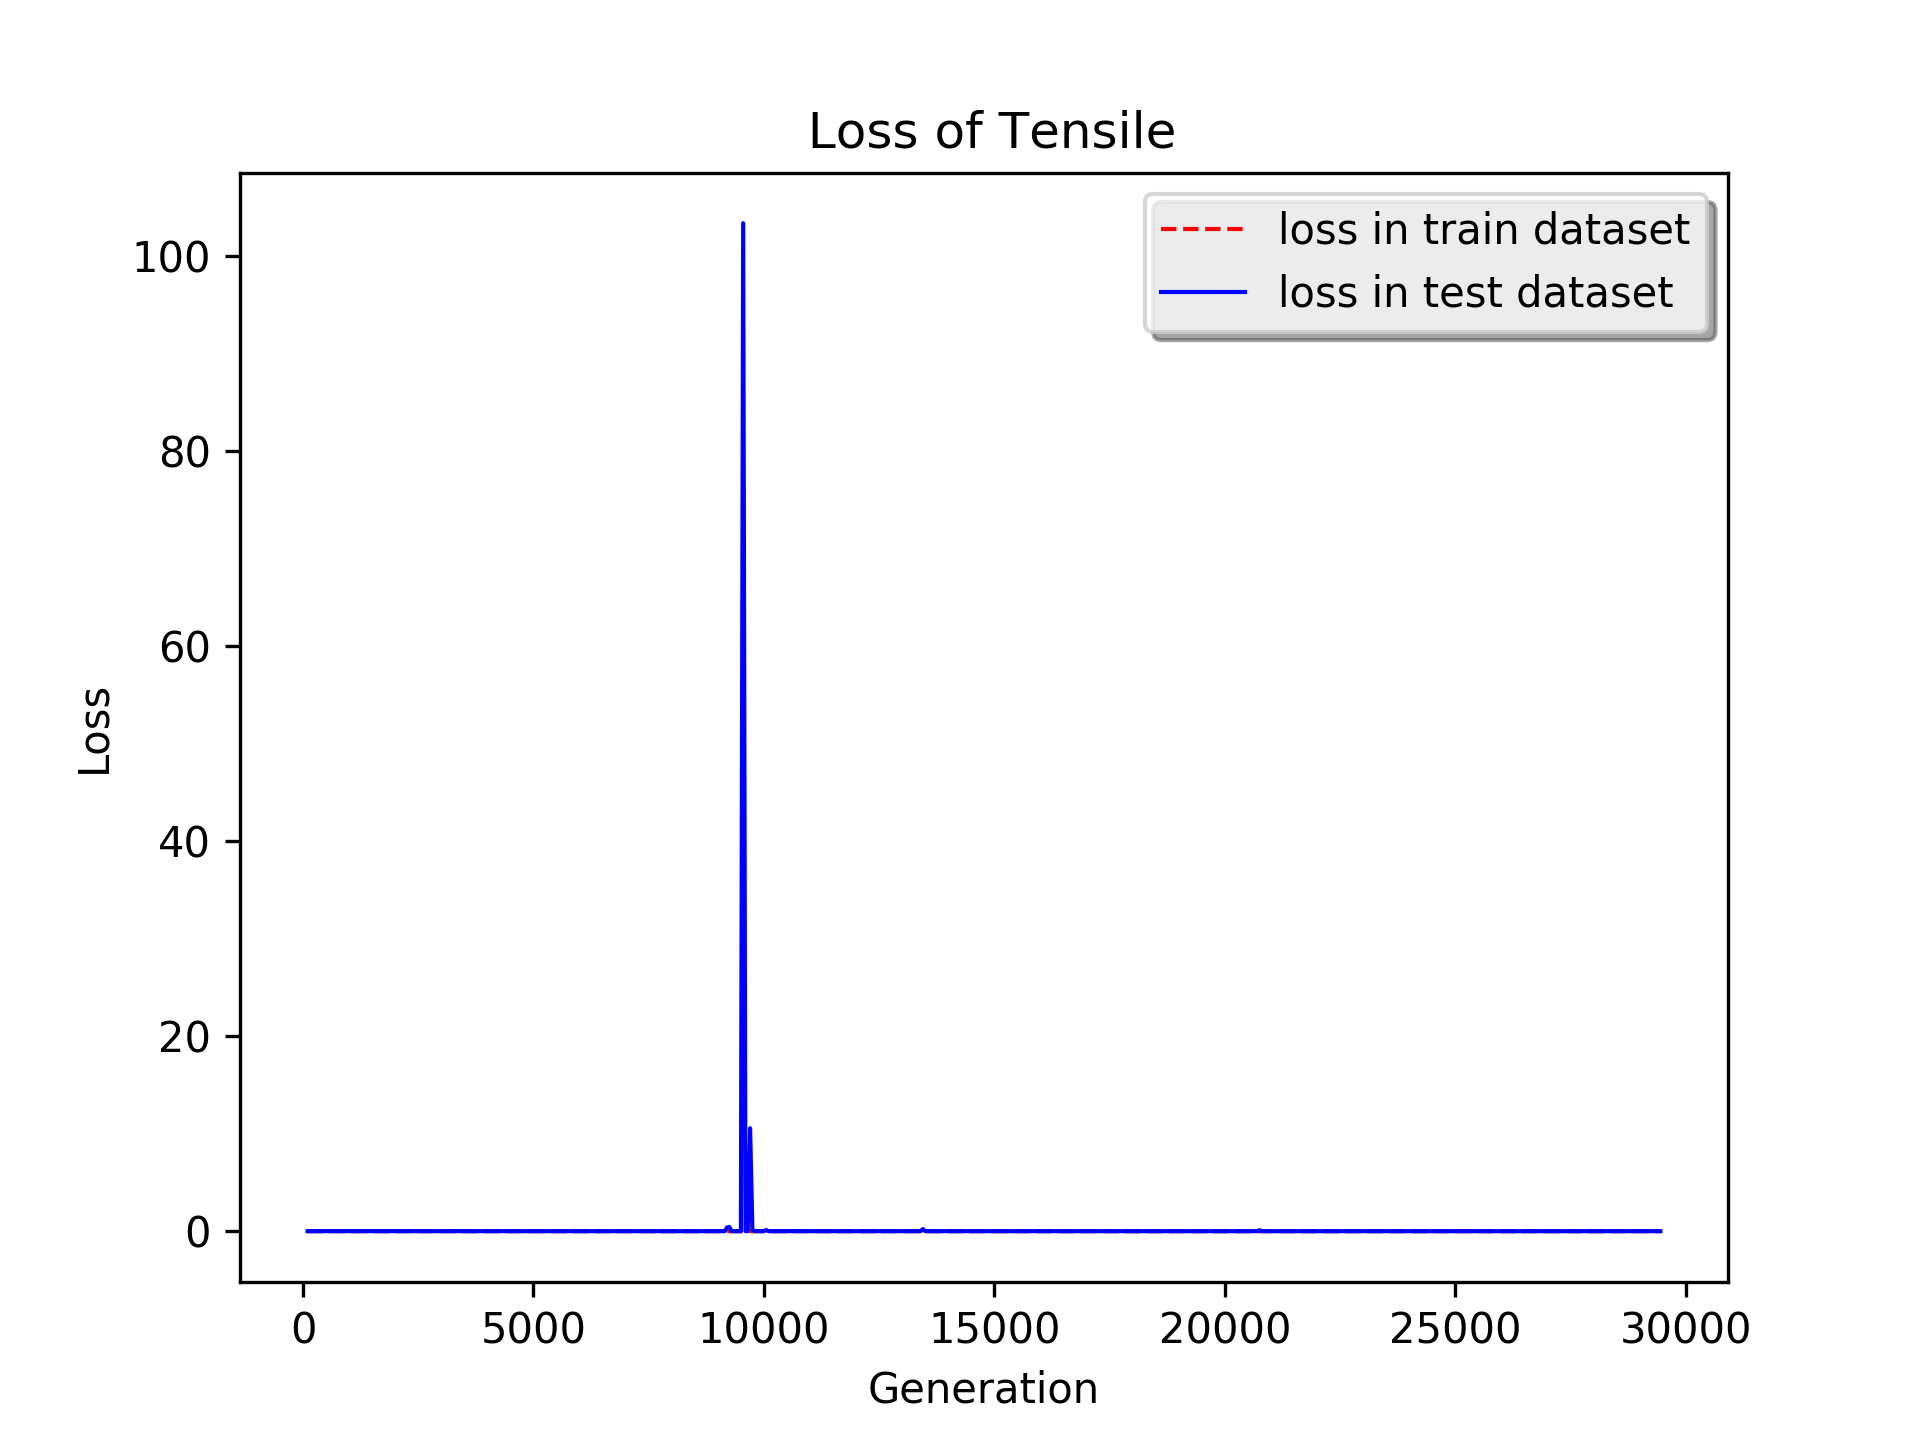 Loss of Tensile
loss in train dataset
loss in test dataset
100
80
60
40
20
0
Loss
0 5000 10000 15000 20000 25000 30000
Generation